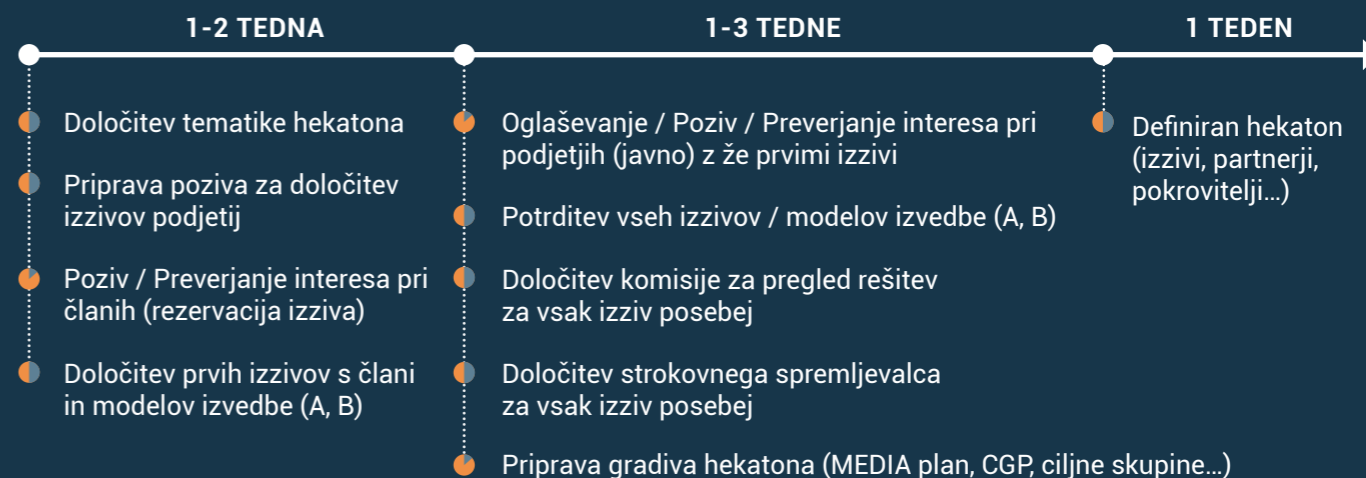 1-2 TEDNA
Določitev tematike hekatona
Priprava poziva za določitev
izzivov podjetij
Poziv / Preverjanje interesa pri
članih (rezervacija izziva)
Določitev prvih izzivov s člani
in modelov izvedbe (A, B)
1-3 TEDNE
Oglaševanje / Poziv / Preverjanje interesa pri
podjetjih (javno) z že prvimi izzivi
Potrditev vseh izzivov / modelov izvedbe (A, B)
Določitev komisije za pregled rešitev
za vsak izziv posebej
Določitev strokovnega spremljevalca
za vsak izziv posebej
Priprava gradiva hekatona (MEDIA plan, CGP, ciljne skupine...)
1 TEDEN
Definiran hekaton
(izzivi, partnerji,
pokrovitelji...)